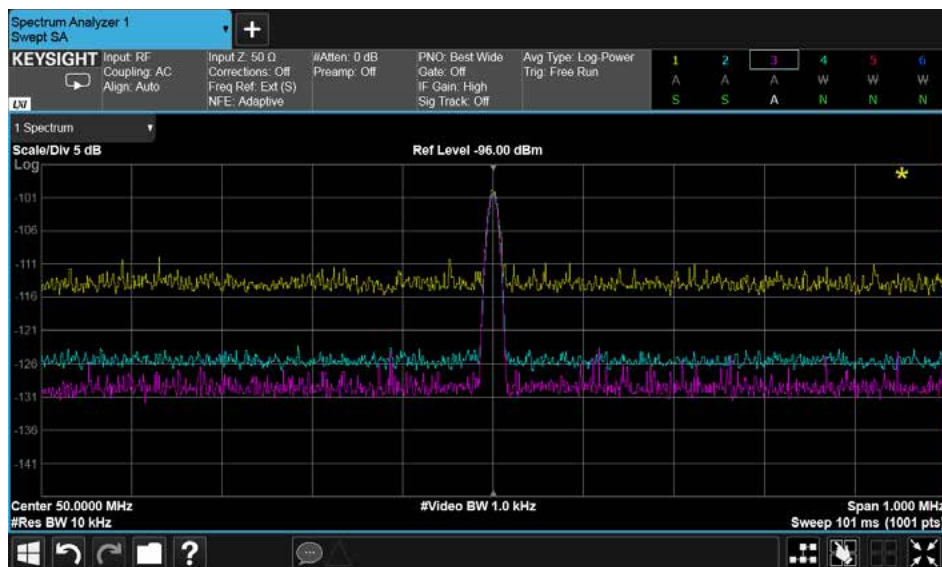 Spectrum Analyzer 1
Swept SA
+
KEYSIGHT
LXI
Input: RF
Coupling: AC
Align: Auto
Input Z: 50 Ω
Corrections: Off
Freq Ref: Ext (S)
NFE: Adaptive
#Atten: 0 dB
Preamp: Off
PNO: Best Wide
Gate: Off
IF Gain: High
Sig Track: Off
Avg Type: Log-Power
Trig: Free Run
1 2 3 4 5 6
A A A W W W
S S A N N N
1 Spectrum
Scale/Div 5 dB
Ref Level -96.00 dBm
Log
*
-101
-106
-111
-116
-121
-126
-131
-136
-141
Center 50.0000 MHz
#Video BW 1.0 kHz
Span 1.000 MHz
#Res BW 10 kHz
Sweep 101 ms (1001 pts)
?